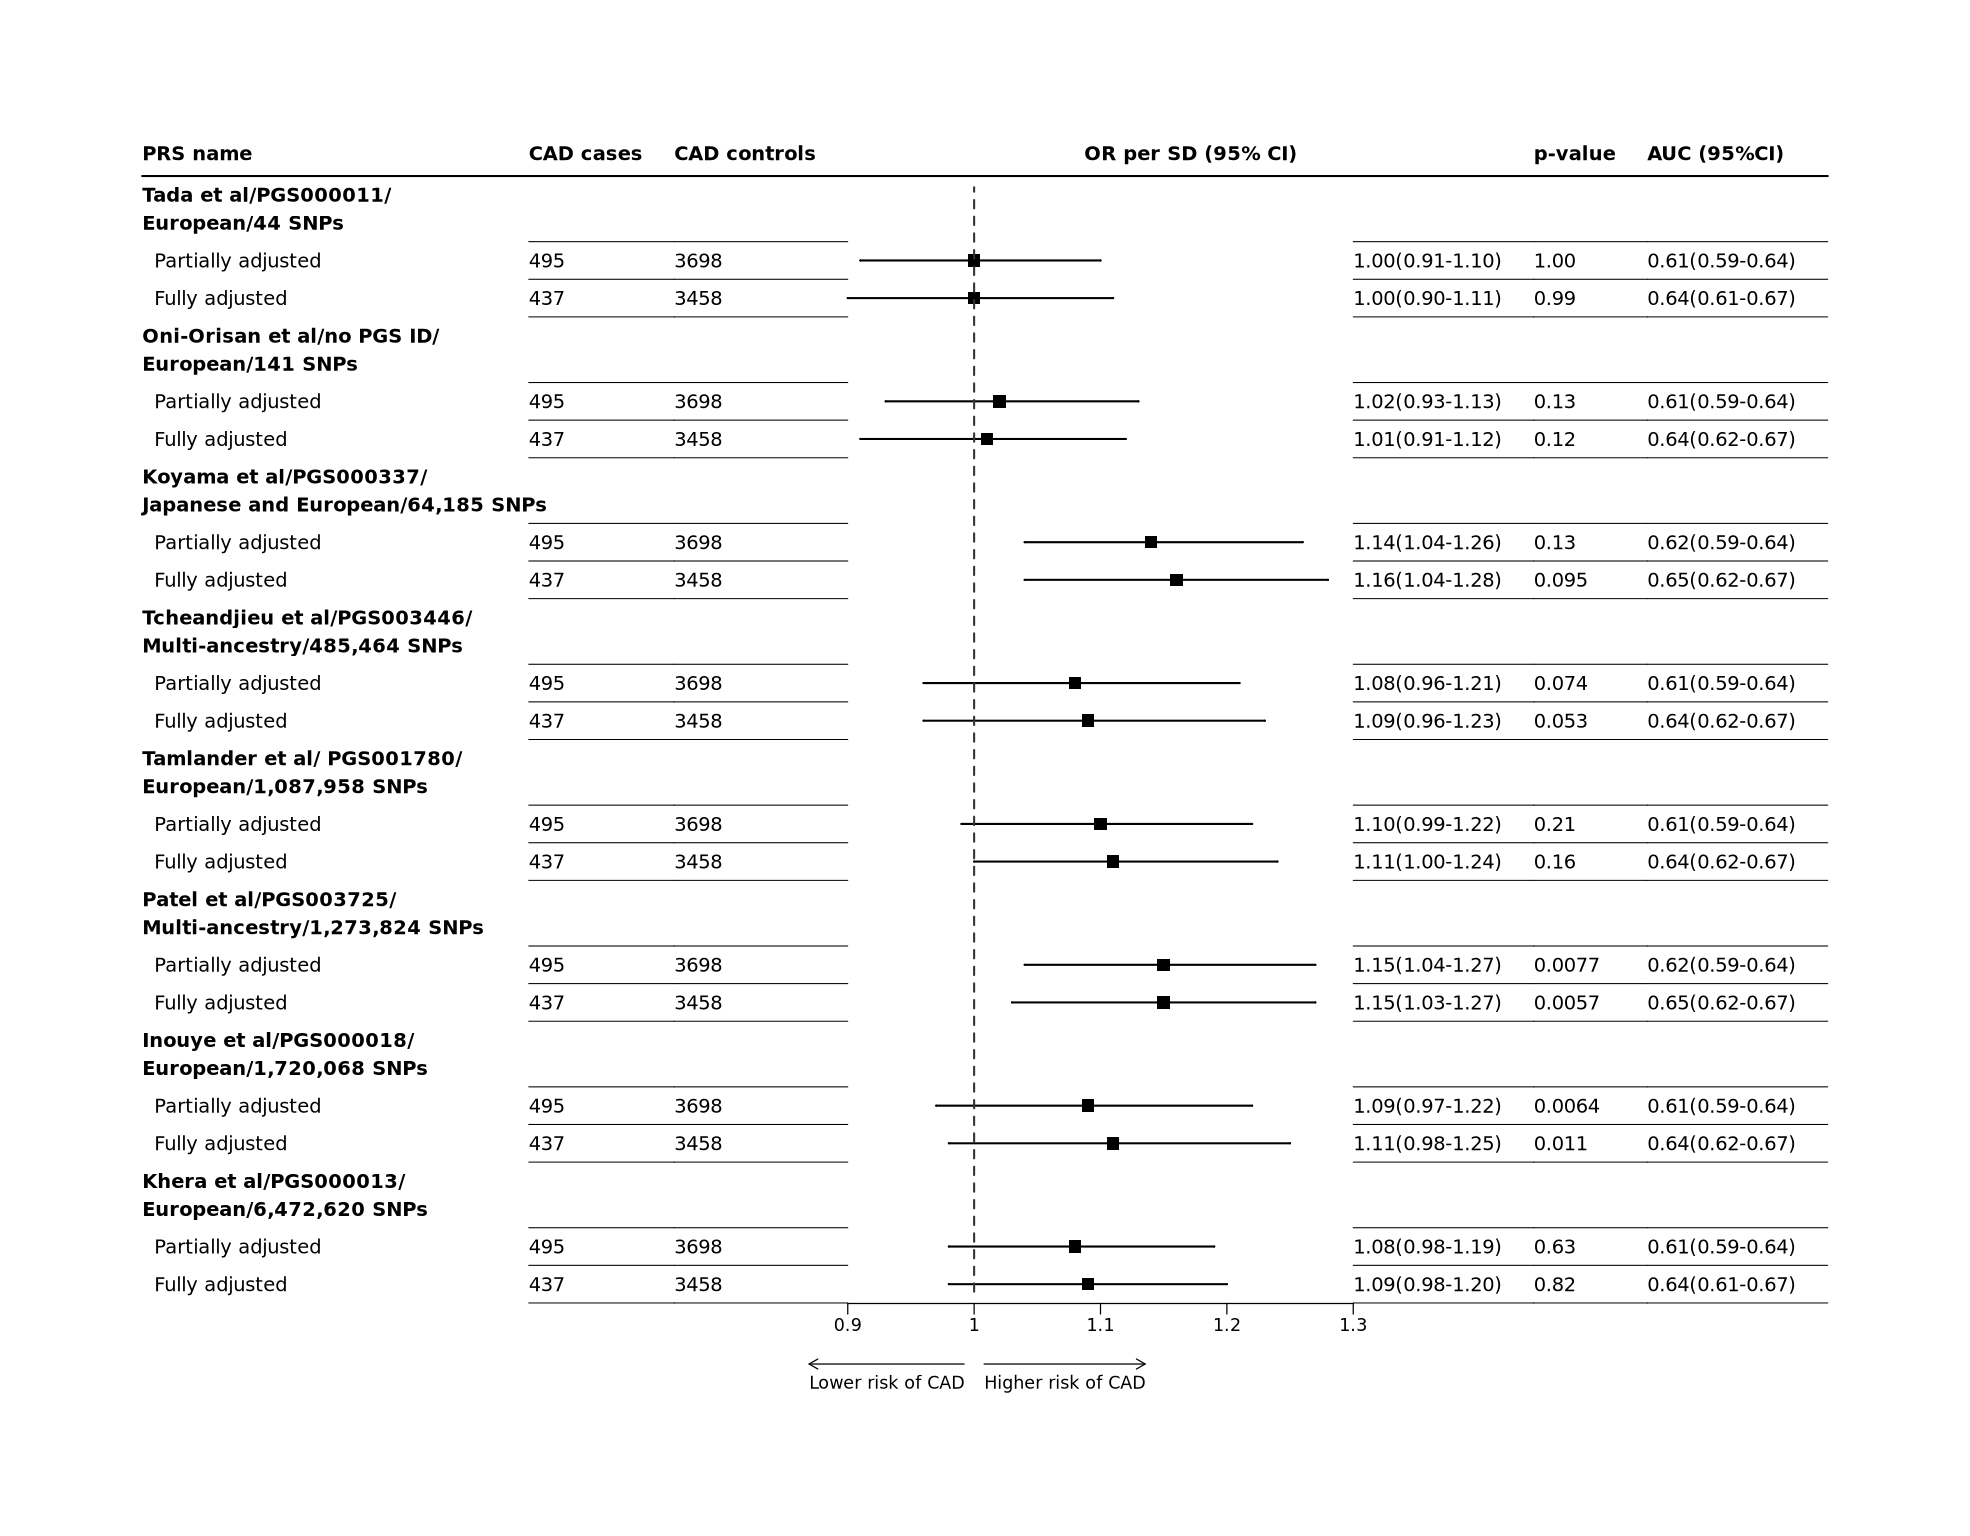 PRS name CAD cases CAD controls OR per SD (95% CI) p-value AUC (95%CI)
Tada et al/PGS000011/
European/44 SNPs
Partially adjusted 495 3698 1.00(0.91-1.10) 1.00 0.61(0.59-0.64)
Fully adjusted 437 3458 1.00(0.90-1.11) 0.99 0.64(0.61-0.67)
Oni-Orisan et al/no PGS ID/
European/141 SNPs
Partially adjusted 495 3698 1.02(0.93-1.13) 0.13 0.61(0.59-0.64)
Fully adjusted 437 3458 1.01(0.91-1.12) 0.12 0.64(0.62-0.67)
Koyama et al/PGS000337/
Japanese and European/64,185 SNPs
Partially adjusted 495 3698 1.14(1.04-1.26) 0.13 0.62(0.59-0.64)
Fully adjusted 437 3458 1.16(1.04-1.28) 0.095 0.65(0.62-0.67)
Tcheandjieu et al/PGS003446/
Multi-ancestry/485,464 SNPs
Partially adjusted 495 3698 1.08(0.96-1.21) 0.074 0.61(0.59-0.64)
Fully adjusted 437 3458 1.09(0.96-1.23) 0.053 0.64(0.62-0.67)
Tamlander et al/ PGS001780/
European/1,087,958 SNPs
Partially adjusted 495 3698 1.10(0.99-1.22) 0.21 0.61(0.59-0.64)
Fully adjusted 437 3458 1.11(1.00-1.24) 0.16 0.64(0.62-0.67)
Patel et al/PGS003725/
Multi-ancestry/1,273,824 SNPs
Partially adjusted 495 3698 1.15(1.04-1.27) 0.0077 0.62(0.59-0.64)
Fully adjusted 437 3458 1.15(1.03-1.27) 0.0057 0.65(0.62-0.67)
Inouye et al/PGS000018/
European/1,720,068 SNPs
Partially adjusted 495 3698 1.09(0.97-1.22) 0.0064 0.61(0.59-0.64)
Fully adjusted 437 3458 1.11(0.98-1.25) 0.011 0.64(0.62-0.67)
Khera et al/PGS000013/
European/6,472,620 SNPs
Partially adjusted 495 3698 1.08(0.98-1.19) 0.63 0.61(0.59-0.64)
Fully adjusted 437 3458 1.09(0.98-1.20) 0.82 0.64(0.61-0.67)
0.9 1 1.1 1.2 1.3
Lower risk of CAD Higher risk of CAD